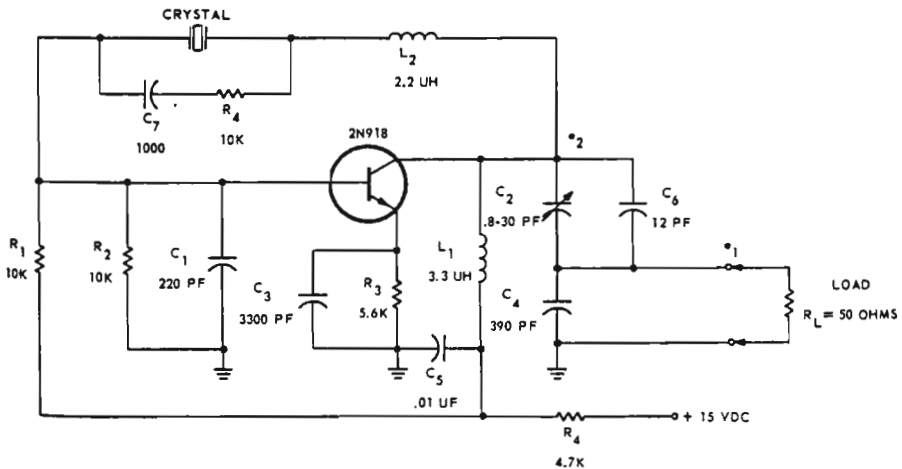 CRYSTAL
L2
2.2 UH
C7
1000
R4
10K
2N918
e2
C2
.8-30 PF
C6
12 PF
R1
10K
R2
10K
C1
220 PF
C3
3300 PF
R3
5.6K
L1
3.3 UH
C4
390 PF
e1
LOAD
RL = 50 OHMS
C5
.01 UF
+ 15 VDC
R4
4.7K